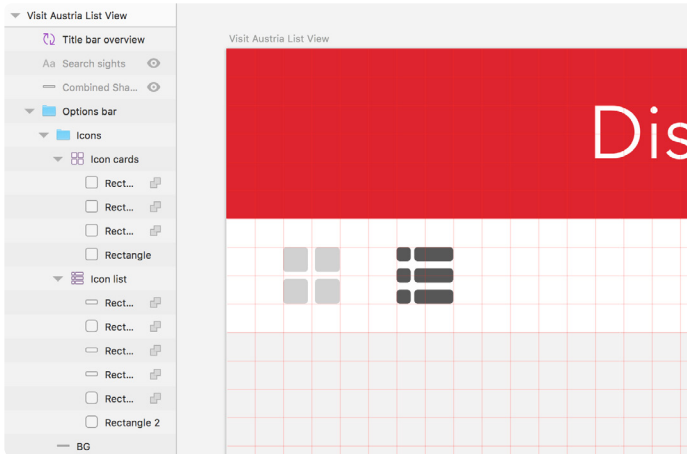 Visit Austria List View
Title bar overview
Aa Search sights
Combined Sha...
Options bar
Icons
Icon cards
Rect...
Rect...
Rect...
Rectangle
Icon list
Rect...
Rect...
Rect...
Rect...
Rect...
Rectangle 2
BG
Visit Austria List View
Dis